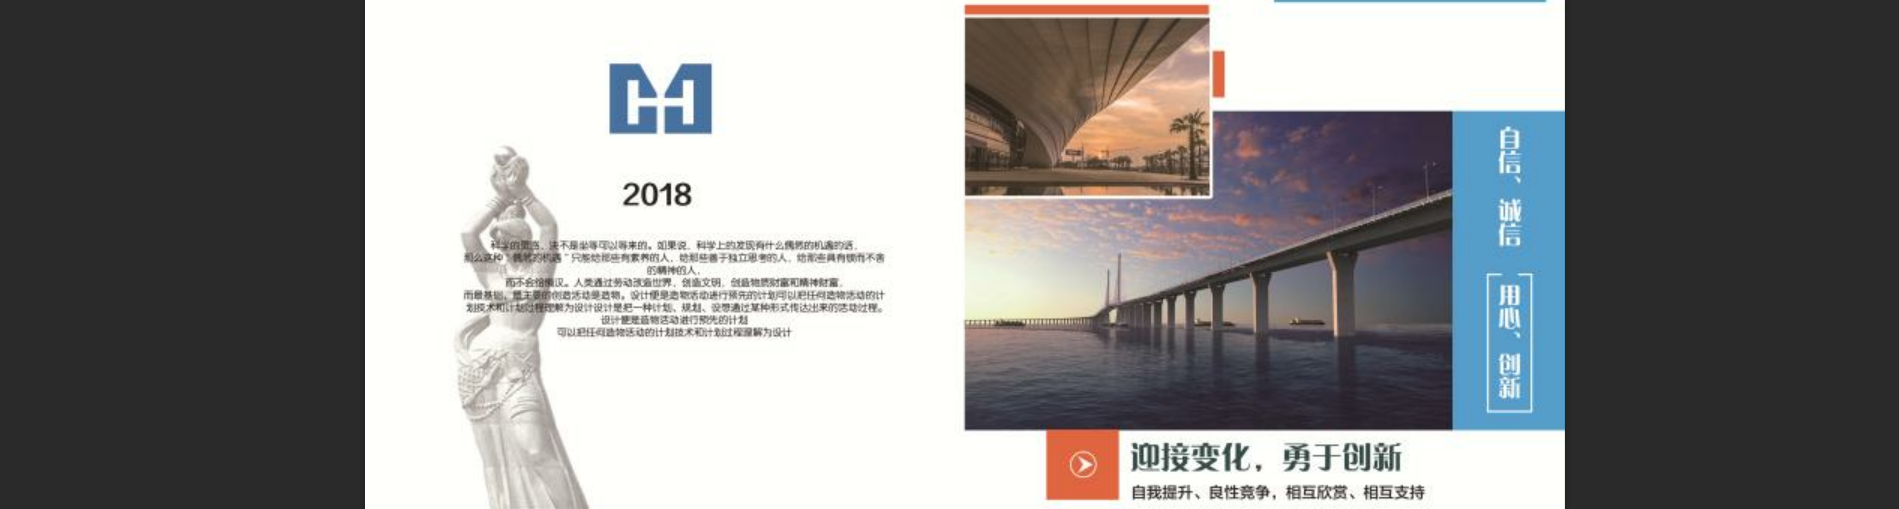 2018
科学的灵感，决不是坐等可以等来的。如果说，科学上的发现有什么偶然的机遇的话，
那么这种“偶然的机遇”只能给那些有素养的人，给那些善于独立思考的人，给那些具有锲而不舍
的精神的人，
而不会给懒汉。人类通过劳动改造世界，创造文明，创造物质财富和精神财富，
而最基础、最主要的创造活动是造物。设计便是造物活动进行预先的计划可以把任何造物活动的计
划技术和计划过程理解为设计设计是把一种计划、规划、设想通过某种形式传达出来的活动过程。
设计便是造物活动进行预先的计划
可以把任何造物活动的计划技术和计划过程理解为设计
自信、诚信
用心、创新
迎接变化，勇于创新
自我提升、良性竞争，相互欣赏、相互支持